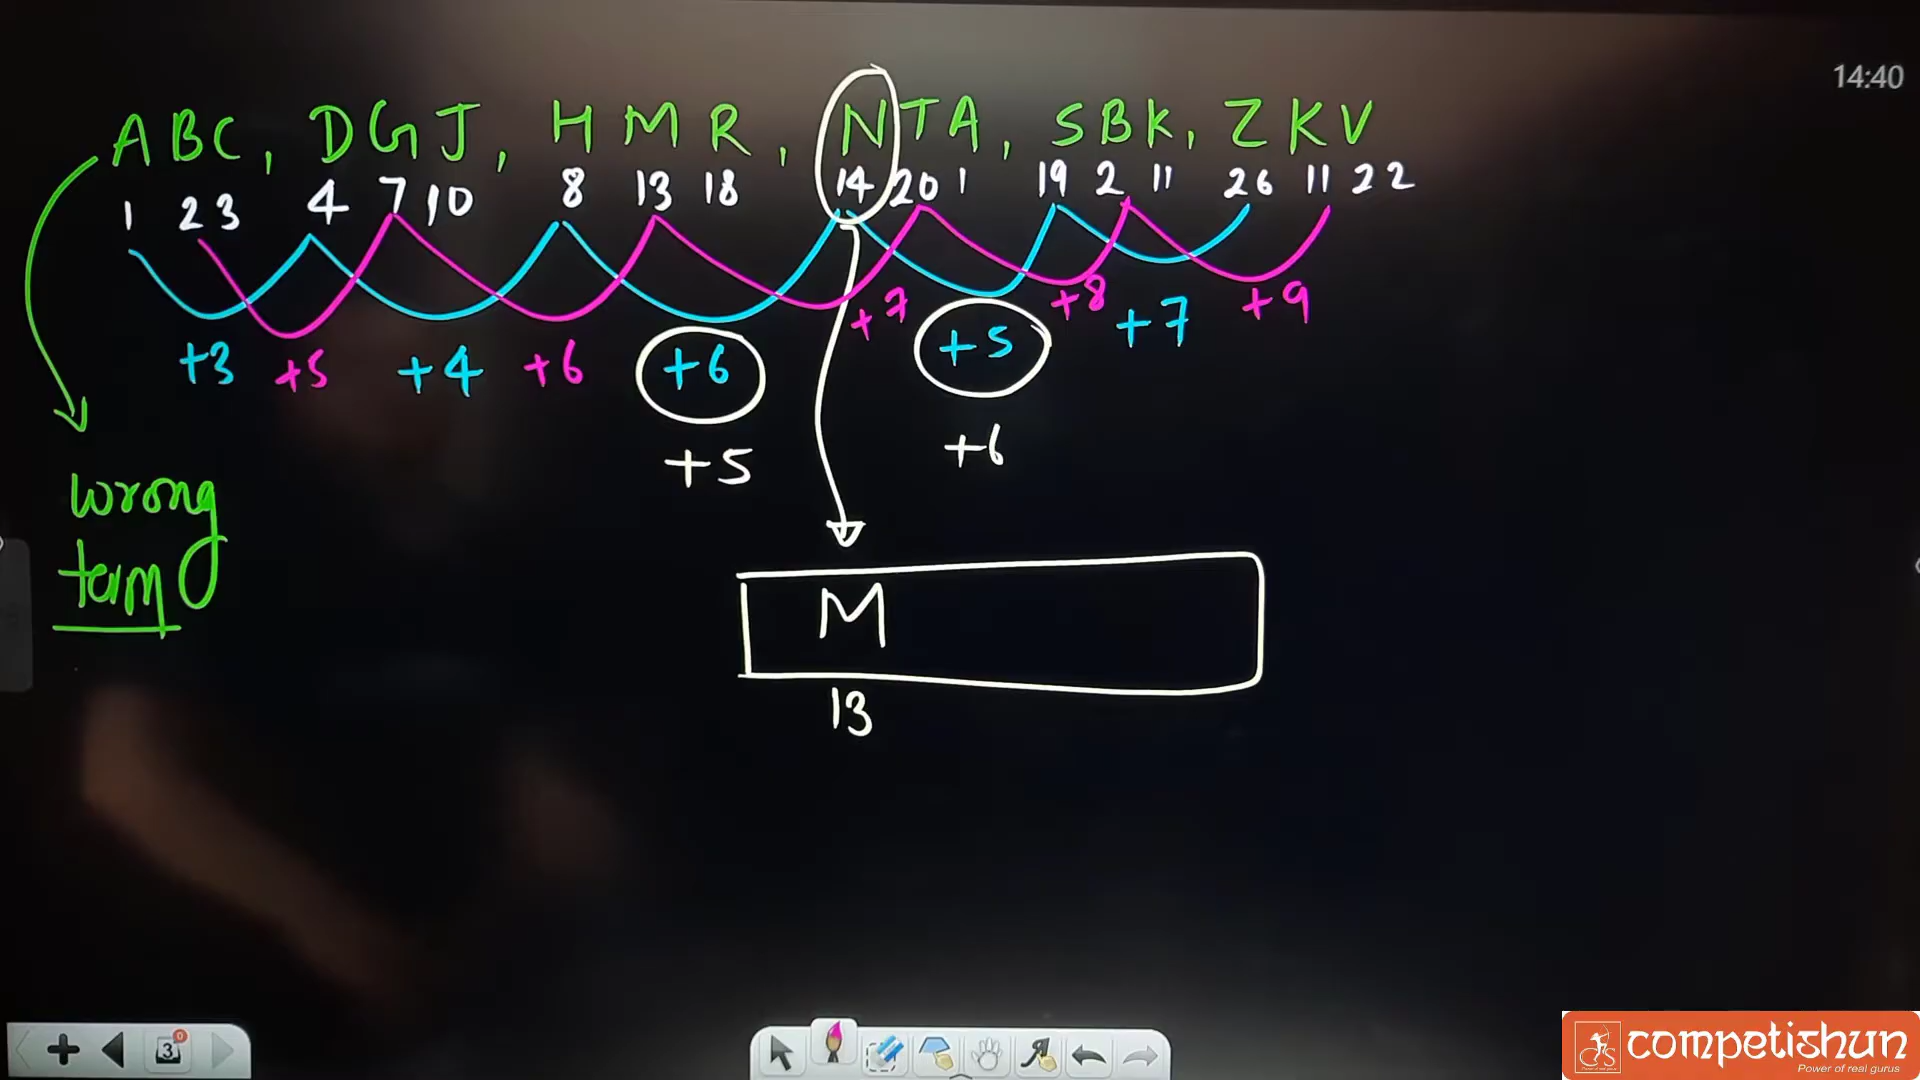 14:40
ABC, DGJ, HMR, NTA, SBK, ZKV
1 2 3 4 7 10 8 13 18 14 20 1 19 2 11 26 11 22
+3 +5 +4 +6 +6 +7 +5 +8 +7 +9
+5 +6
wrong
term
M
13
3
0
competishun
Power of real gurus